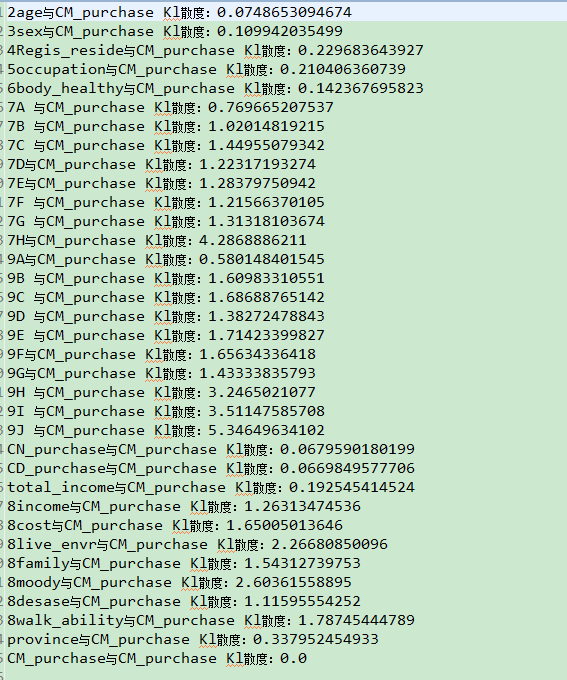 2age与CM_purchase Kl散度：0.0748653094674
3sex与CM_purchase Kl散度：0.109942035499
4Regis_reside与CM_purchase Kl散度：0.229683643927
5occupation与CM_purchase Kl散度：0.210406360739
6body_healthy与CM_purchase Kl散度：0.142367695823
7A 与CM_purchase Kl散度：0.769665207537
7B 与CM_purchase Kl散度：1.02014819215
7C 与CM_purchase Kl散度：1.44955079342
7D与CM_purchase Kl散度：1.22317193274
7E与CM_purchase Kl散度：1.28379750942
7F 与CM_purchase Kl散度：1.21566370105
7G 与CM_purchase Kl散度：1.31318103674
7H与CM_purchase Kl散度：4.2868886211
9A与CM_purchase Kl散度：0.580148401545
9B 与CM_purchase Kl散度：1.60983310551
9C 与CM_purchase Kl散度：1.68688765142
9D 与CM_purchase Kl散度：1.38272478843
9E 与CM_purchase Kl散度：1.71423399827
9F与CM_purchase Kl散度：1.65634336418
9G与CM_purchase Kl散度：1.43333835793
9H 与CM_purchase Kl散度：3.2465021077
9I 与CM_purchase Kl散度：3.51147585708
9J 与CM_purchase Kl散度：5.34649634102
CN_purchase与CM_purchase Kl散度：0.0679590180199
CD_purchase与CM_purchase Kl散度：0.0669849577706
total_income与CM_purchase Kl散度：0.192545414524
8income与CM_purchase Kl散度：1.26313474536
8cost与CM_purchase Kl散度：1.65005013646
8live_envr与CM_purchase Kl散度：2.26680850096
8family与CM_purchase Kl散度：1.54312739753
8moody与CM_purchase Kl散度：2.60361558895
8desase与CM_purchase Kl散度：1.11595554252
8walk_ability与CM_purchase Kl散度：1.78745444789
province与CM_purchase Kl散度：0.337952454933
CM_purchase与CM_purchase Kl散度：0.0